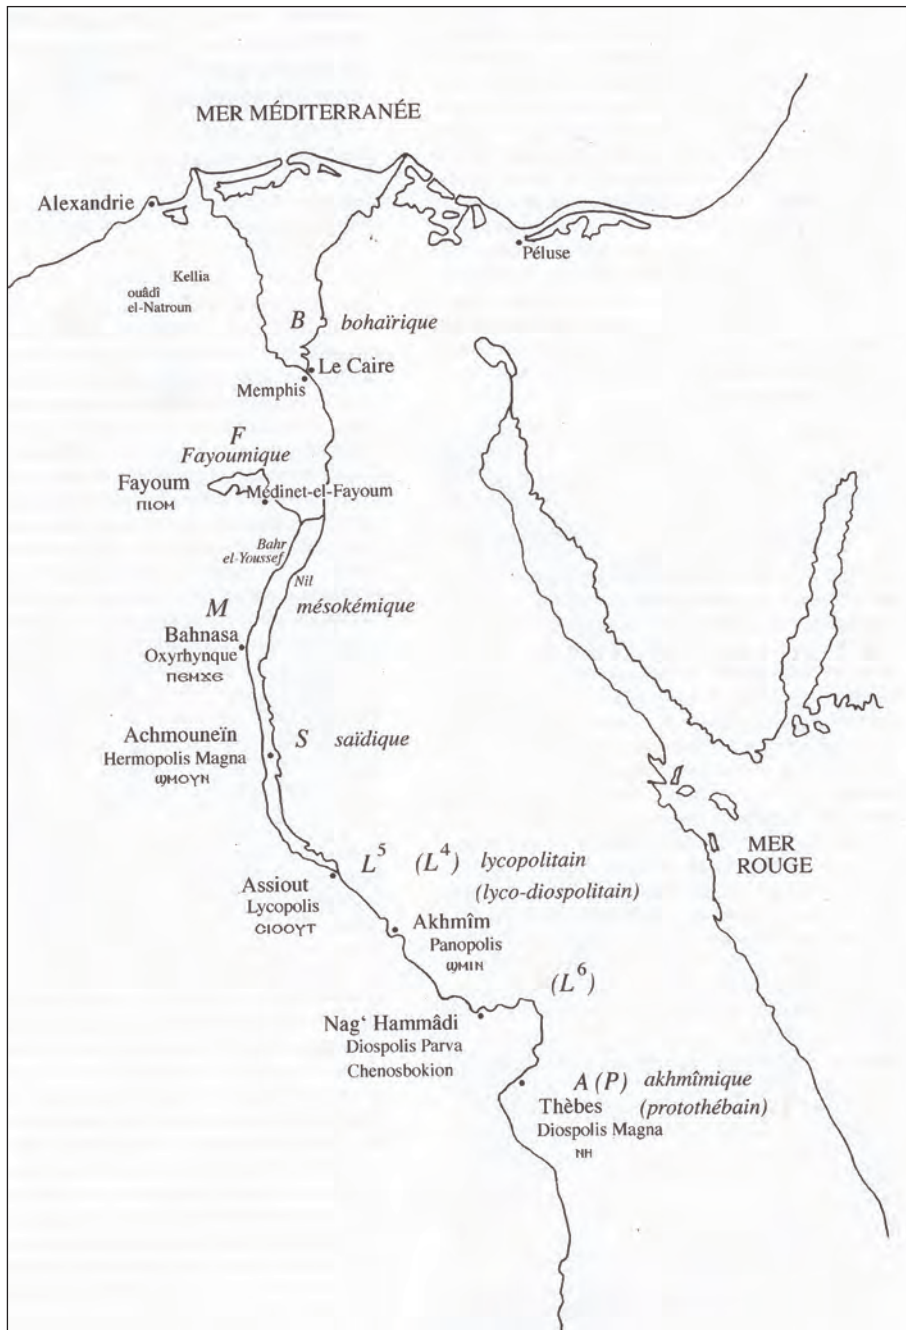 MER MÉDITERRANÉE
Alexandrie
Péluse
Kellia
ouâdî
el-Natroun
B bohaïrique
Le Caire
Memphis
F
Fayoumique
Fayoum
ⲡⲓⲟⲙ
Médinet-el-Fayoum
Bahr
el-Youssef
Nil
M mésokémique
Bahnasa
Oxyrhynque
ⲡⲉⲙϫⲉ
Achmouneïn
Hermopolis Magna
ϣⲙⲟⲩⲛ
S saïdique
MER
ROUGE
L⁵ (L⁴) lycopolitain
(lyco-diospolitain)
Assiout
Lycopolis
ⲥⲓⲟⲟⲩⲧ
Akhmîm
Panopolis
ϣⲙⲓⲛ
(L⁶)
Nag‘ Hammâdi
Diospolis Parva
Chenosbokion
A (P) akhmîmique
(protothébain)
Thèbes
Diospolis Magna
ⲛⲏ